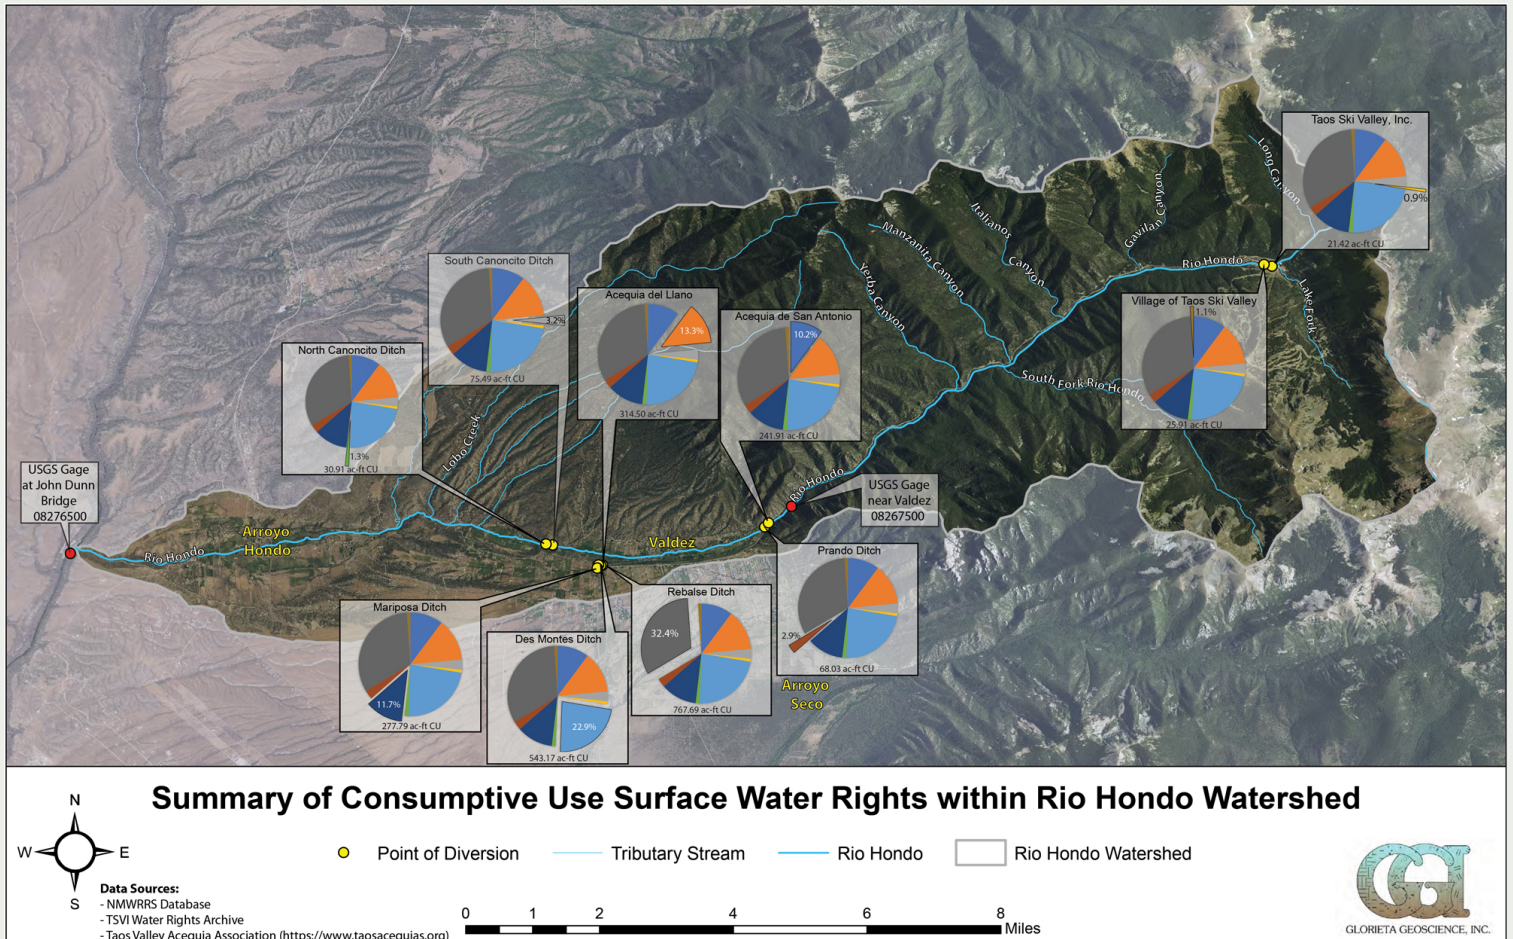 Taos Ski Valley, Inc.
0.9%
21.42 ac-ft CU
Long Canyon
Gavilan Canyon
Italianos
Canyon
Manzanita Canyon
Yerba Canyon
Rio Hondo
Lake Fork
South Fork Rio Hondo
Village of Taos Ski Valley
1.1%
25.91 ac-ft CU
South Canoncito Ditch
3.2%
75.49 ac-ft CU
Acequia del Llano
13.3%
314.50 ac-ft CU
Acequia de San Antonio
10.2%
241.91 ac-ft CU
North Canoncito Ditch
1.3%
30.91 ac-ft CU
Lobo Creek
USGS Gage
at John Dunn
Bridge
08276500
Rio Hondo
Arroyo
Hondo
Valdez
Rio Hondo
USGS Gage
near Valdez
08267500
Prando Ditch
2.9%
68.03 ac-ft CU
Mariposa Ditch
11.7%
277.79 ac-ft CU
Des Montes Ditch
22.9%
543.17 ac-ft CU
Rebalse Ditch
32.4%
767.69 ac-ft CU
Arroyo
Seco
Summary of Consumptive Use Surface Water Rights within Rio Hondo Watershed
N
W
E
S
Point of Diversion
Tributary Stream
Rio Hondo
Rio Hondo Watershed
Data Sources:
- NMWRRS Database
- TSVI Water Rights Archive
- Taos Valley Acequia Association (https://www.taosacequias.org)
0 1 2 4 6 8
Miles
GGI
GLORIETA GEOSCIENCE, INC.